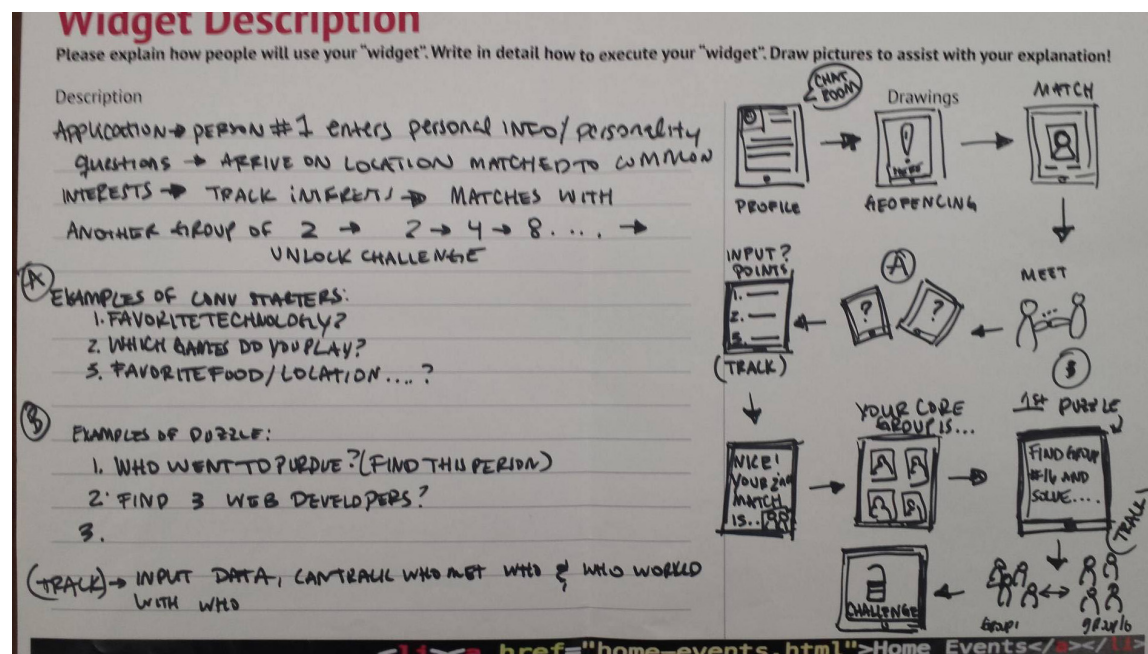 Widget Description
Please explain how people will use your "widget". Write in detail how to execute your "widget". Draw pictures to assist with your explanation!
Description
APPLICATION → PERSON #1 enters personal INFO/personality
questions → ARRIVE ON LOCATION MATCHED TO COMMON
INTERESTS → TRACK INTERESTS → MATCHES WITH
ANOTHER GROUP OF 2 → 2 → 4 → 8 . . . . →
UNLOCK CHALLENGE
A
EXAMPLES OF CONV STARTERS:
1. FAVORITE TECHNOLOGY?
2. WHICH GAMES DO YOU PLAY?
3. FAVORITE FOOD/LOCATION....?
B
EXAMPLES OF PUZZLE:
1. WHO WENT TO PURDUE? (FIND THIS PERSON)
2. FIND 3 WEB DEVELOPERS?
3.
(TRACK) → INPUT DATA, CAN TRACK WHO MET WHO & WHO WORKED
WITH WHO
Drawings
CHAT
ROOM
MATCH
PROFILE
GEOFENCING
INPUT?
POINTS
1.
2.
3.
(TRACK)
A
? ?
MEET
NICE!
YOUR 2nd
MATCH
IS..
YOUR CORE
GROUP IS...
1st PUZZLE
FIND GROUP
#16 AND
SOLVE....
(TRACK)
CHALLENGE
group 1
group 16
<li><a href="home-events.html">Home Events</a></li>